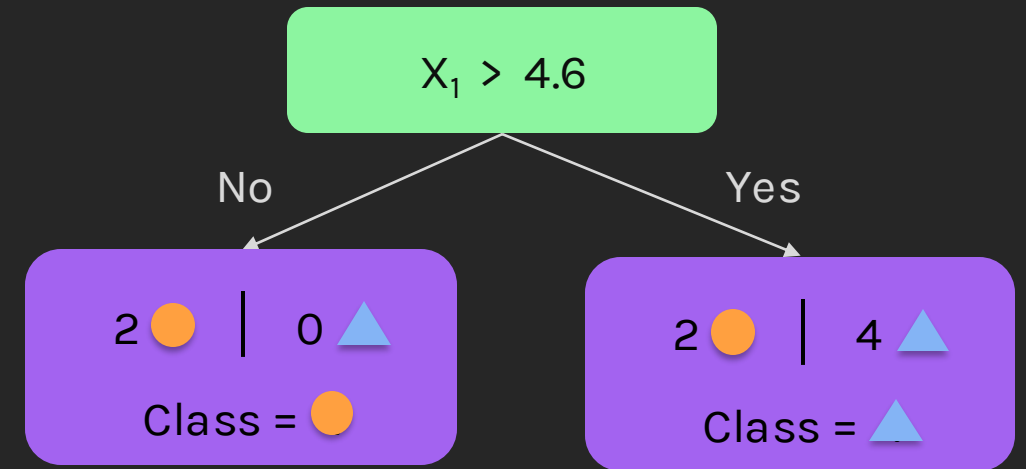 X₁ > 4.6
No
Yes
2 | 0
Class =
2 | 4
Class =